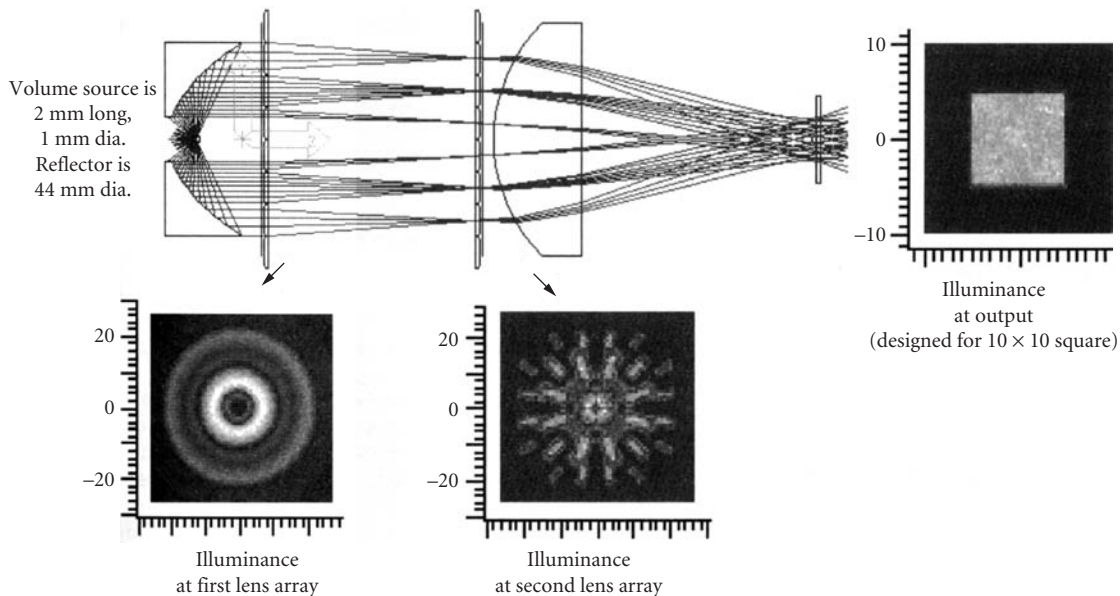 Volume source is
2 mm long,
1 mm dia.
Reflector is
44 mm dia.
10
0
−10
Illuminance
at output
(designed for 10 × 10 square)
20
0
−20
Illuminance
at first lens array
20
0
−20
Illuminance
at second lens array